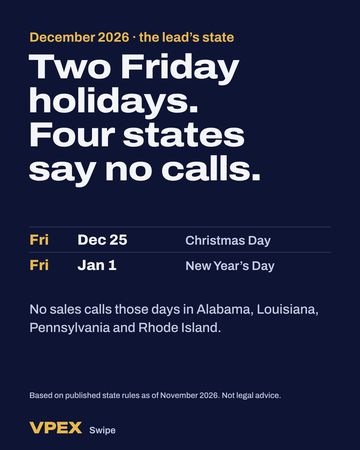 December 2026 · the lead’s state
Two Friday
holidays.
Four states
say no calls.
Fri Dec 25 Christmas Day
Fri Jan 1 New Year’s Day
No sales calls those days in Alabama, Louisiana,
Pennsylvania and Rhode Island.
Based on published state rules as of November 2026. Not legal advice.
VPEX Swipe